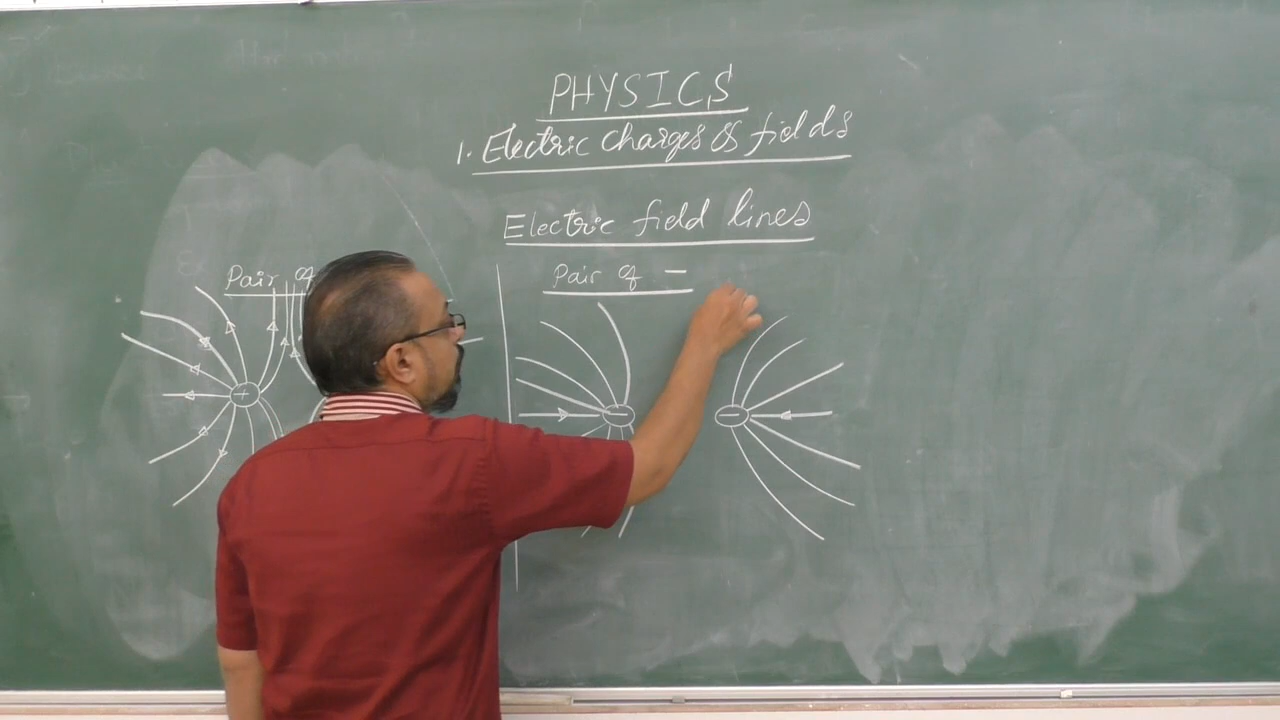 PHYSICS
1. Electric charges & fields
Electric field lines
Pair of
Pair of −
+
−
−